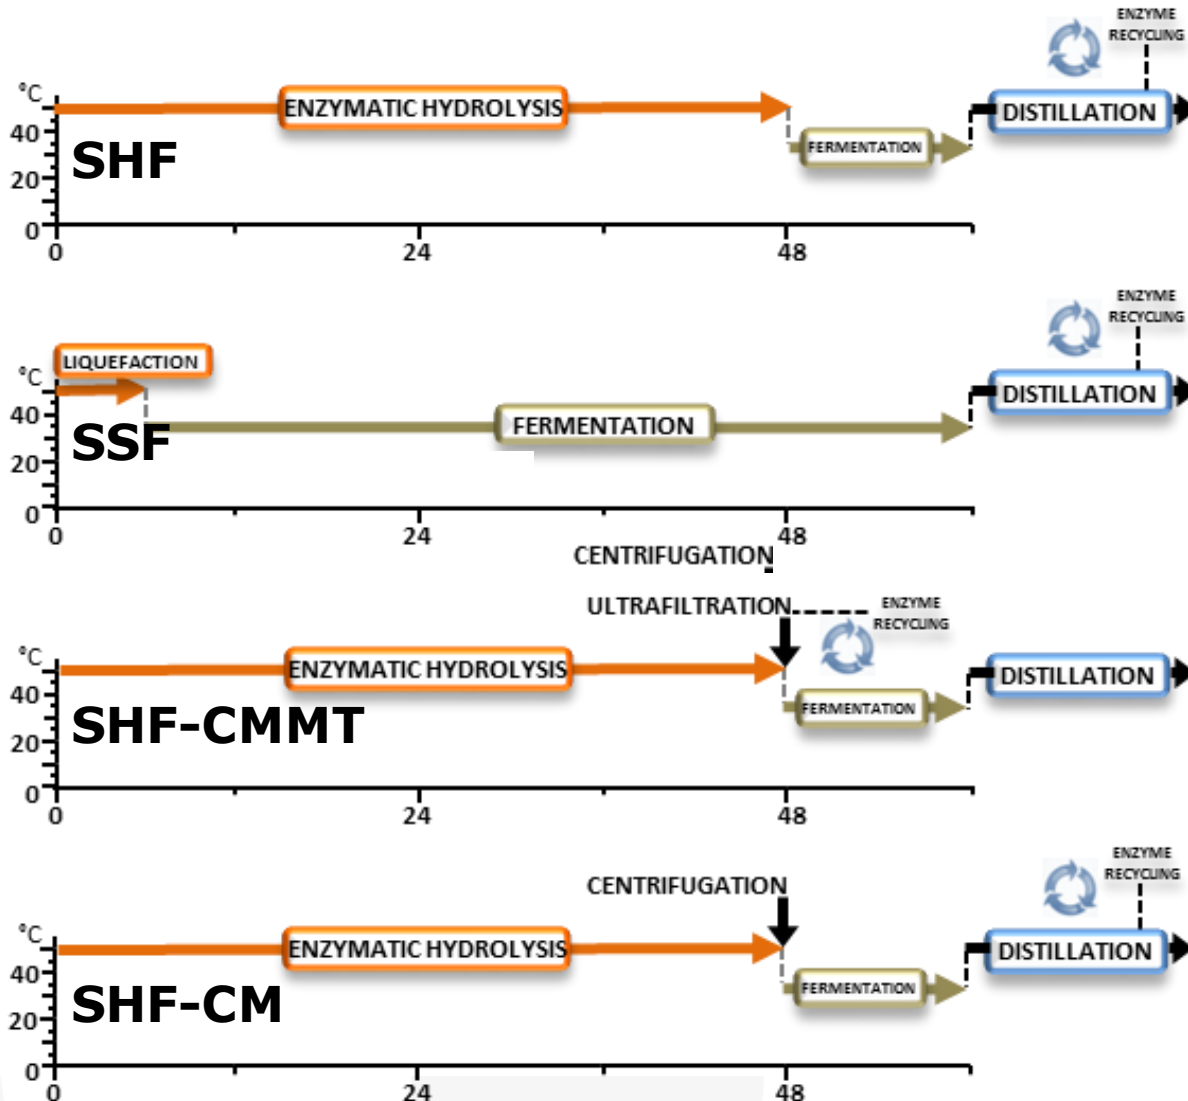 ENZYME
RECYCLING
°C
ENZYMATIC HYDROLYSIS
DISTILLATION
40
FERMENTATION
SHF
20
0
0 24 48
ENZYME
RECYCLING
LIQUEFACTION
°C
DISTILLATION
40
FERMENTATION
SSF
20
0
0 24 48
CENTRIFUGATION
ULTRAFILTRATION
ENZYME
RECYCLING
°C
ENZYMATIC HYDROLYSIS
DISTILLATION
40
FERMENTATION
SHF-CMMT
20
0
0 24 48
ENZYME
RECYCLING
CENTRIFUGATION
°C
ENZYMATIC HYDROLYSIS
DISTILLATION
40
FERMENTATION
SHF-CM
20
0
0 24 48